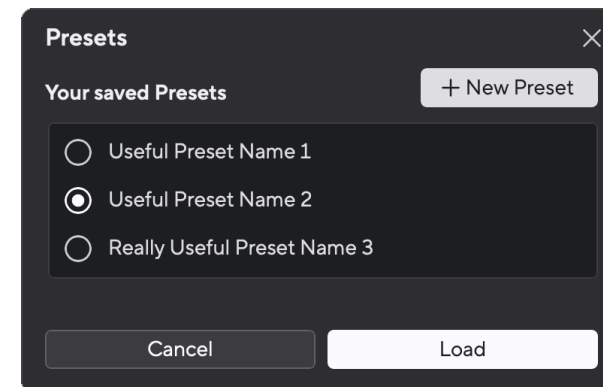 Presets
Your saved Presets
+ New Preset
Useful Preset Name 1
Useful Preset Name 2
Really Useful Preset Name 3
Cancel
Load